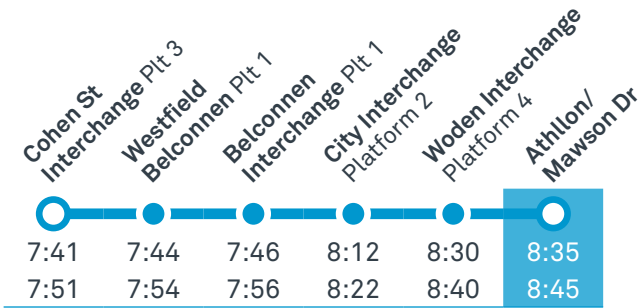 Cohen St
Interchange Plt 3
Westfield
Belconnen Plt 1
Belconnen
Interchange Plt 1
City Interchange
Platform 2
Woden Interchange
Platform 4
Athllon/
Mawson Dr
7:41 7:44 7:46 8:12 8:30 8:35
7:51 7:54 7:56 8:22 8:40 8:45